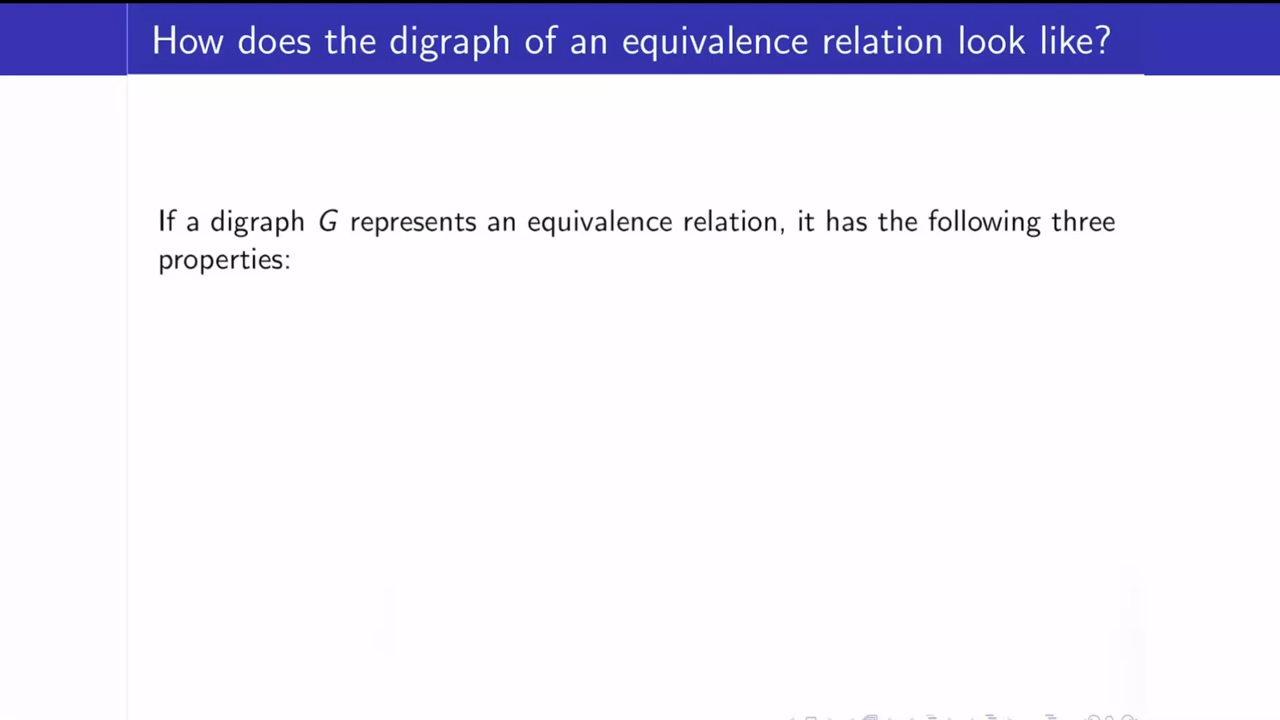 How does the digraph of an equivalence relation look like?
If a digraph G represents an equivalence relation, it has the following three
properties: